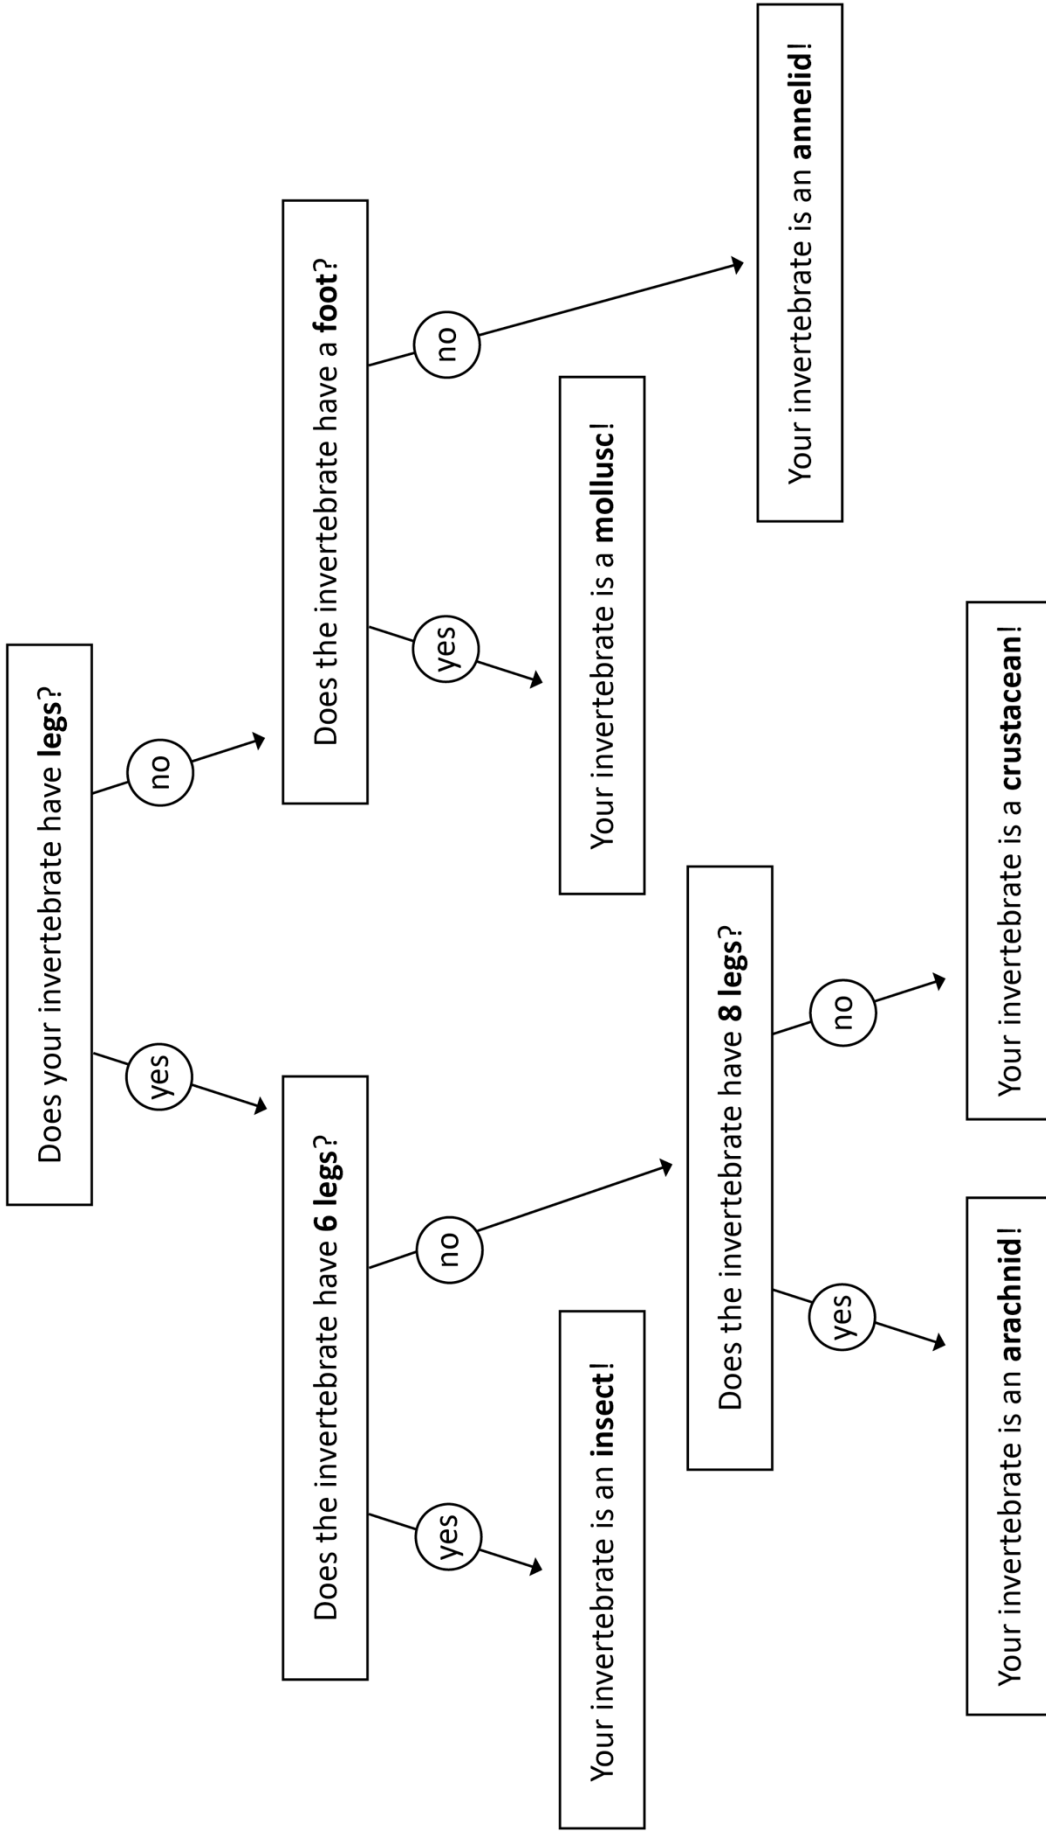 Does your invertebrate have legs?
yes
no
Does the invertebrate have 6 legs?
Does the invertebrate have a foot?
yes
no
yes
no
Your invertebrate is an insect!
Your invertebrate is a mollusc!
Does the invertebrate have 8 legs?
Your invertebrate is an annelid!
yes
no
Your invertebrate is an arachnid!
Your invertebrate is a crustacean!